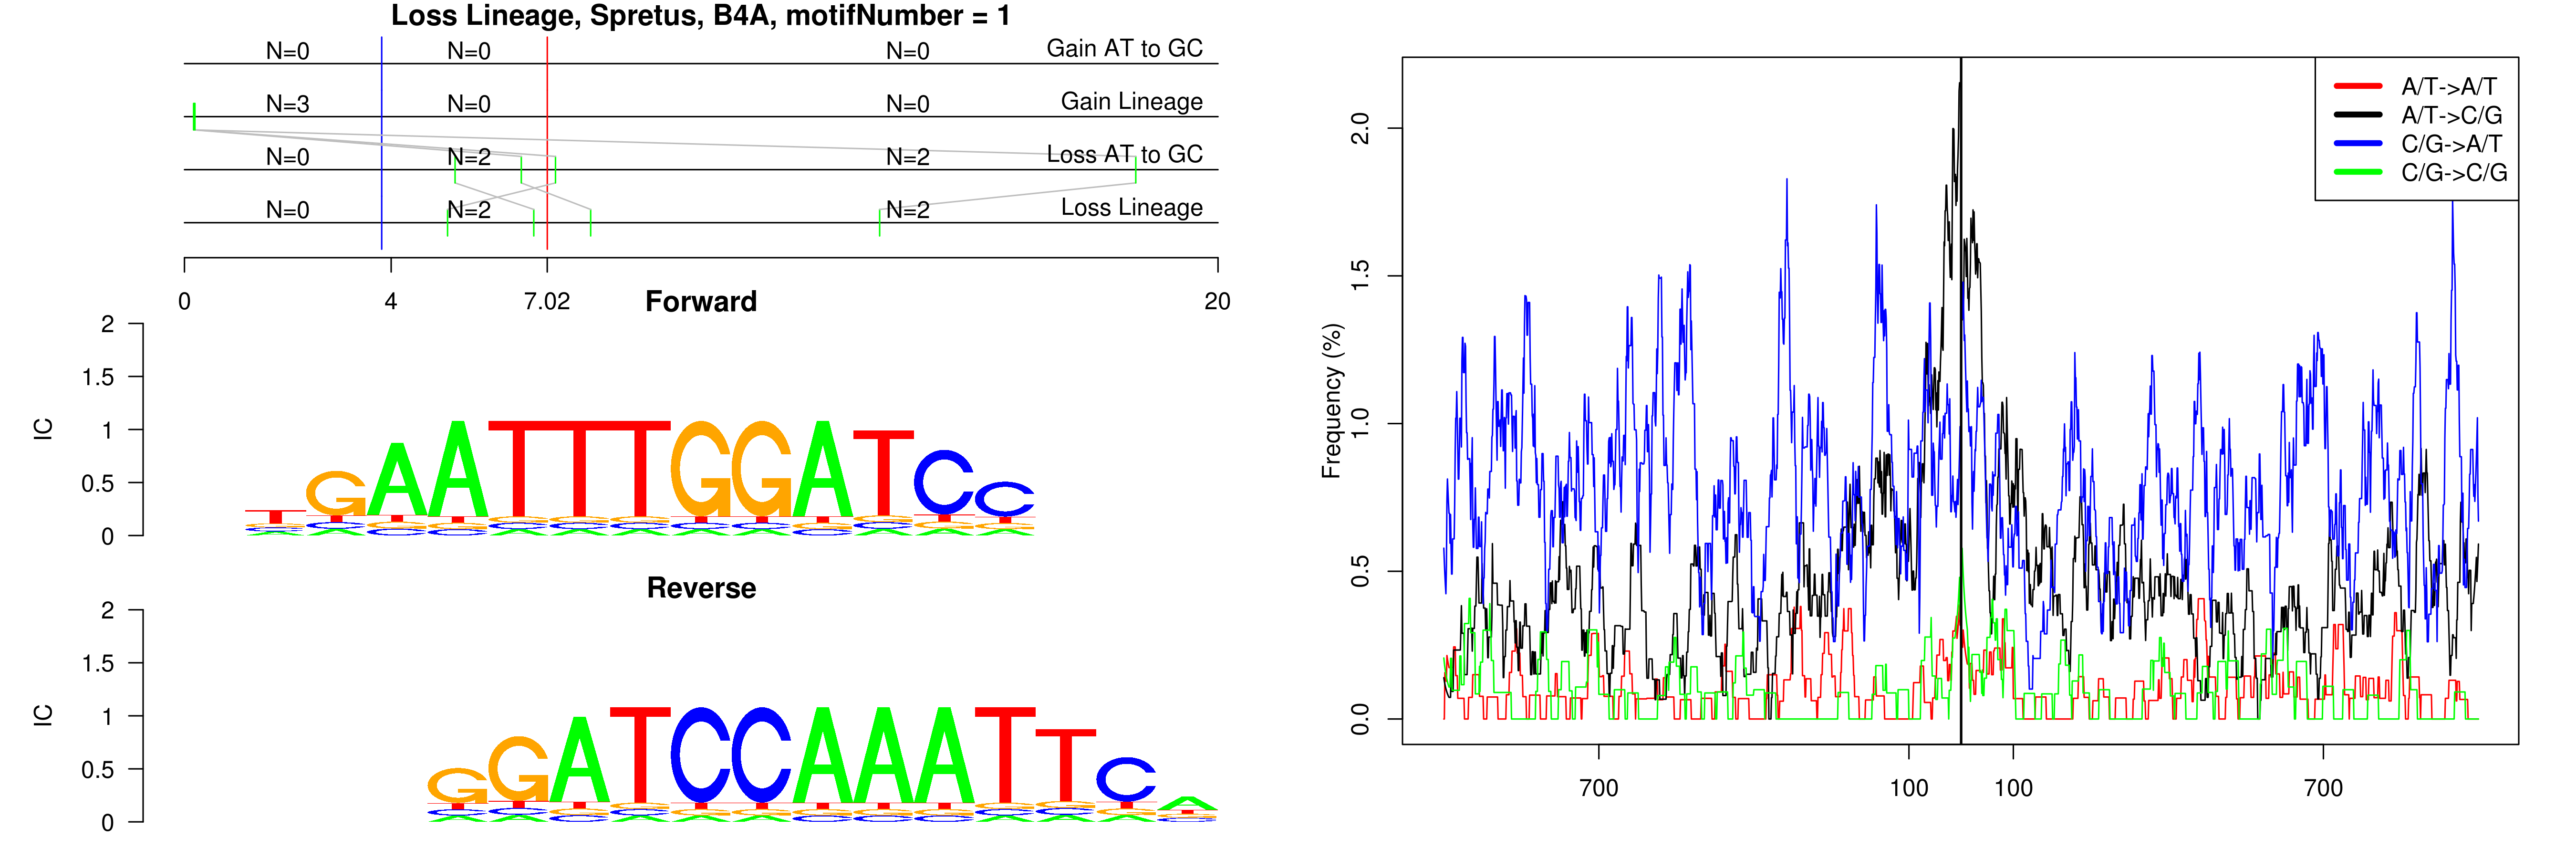 Loss Lineage, Spretus, B4A, motifNumber = 1
N=0 N=0 N=0 Gain AT to GC
N=3 N=0 N=0 Gain Lineage
N=0 N=2 N=2 Loss AT to GC
N=0 N=2 N=2 Loss Lineage
0 4 7.02 20
Forward
IC
2
1.5
1
0.5
0
TGAATTTGGATCC
Reverse
IC
2
1.5
1
0.5
0
GGATCCAAATTCA
Frequency (%)
2.0
1.5
1.0
0.5
0.0
700 100 100 700
A/T->A/T
A/T->C/G
C/G->A/T
C/G->C/G